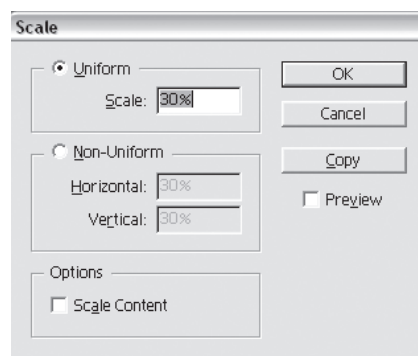 Scale
Uniform
Scale: 30%
Non-Uniform
Horizontal: 30%
Vertical: 30%
Options
Scale Content
OK
Cancel
Copy
Preview